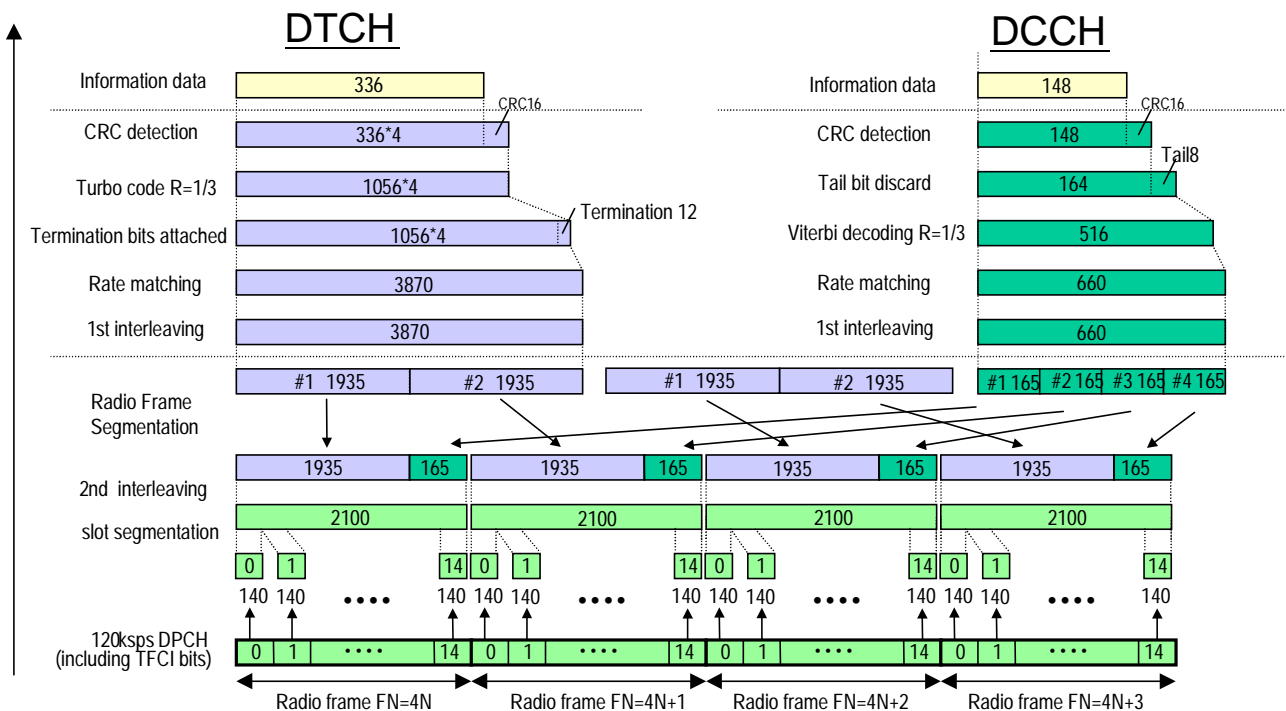 DTCH DCCH
Information data 336 Information data 148
CRC16 CRC16
CRC detection 336*4 CRC detection 148
Tail8
Turbo code R=1/3 1056*4 Tail bit discard 164
Termination 12
Termination bits attached 1056*4 Viterbi decoding R=1/3 516
Rate matching 3870 Rate matching 660
1st interleaving 3870 1st interleaving 660
#1 1935 #2 1935 #1 1935 #2 1935 #1 165 #2 165 #3 165 #4 165
Radio Frame
Segmentation
1935 165 1935 165 1935 165 1935 165
2nd interleaving
2100 2100 2100 2100
slot segmentation
0 1 14 0 1 14 0 1 14 0 1 14
140 140 •••• 140 140 140 •••• 140 140 140 •••• 140 140 140 •••• 140
120ksps DPCH
(including TFCI bits)
0 1 •••• 14 0 1 •••• 14 0 1 •••• 14 0 1 •••• 14
Radio frame FN=4N Radio frame FN=4N+1 Radio frame FN=4N+2 Radio frame FN=4N+3